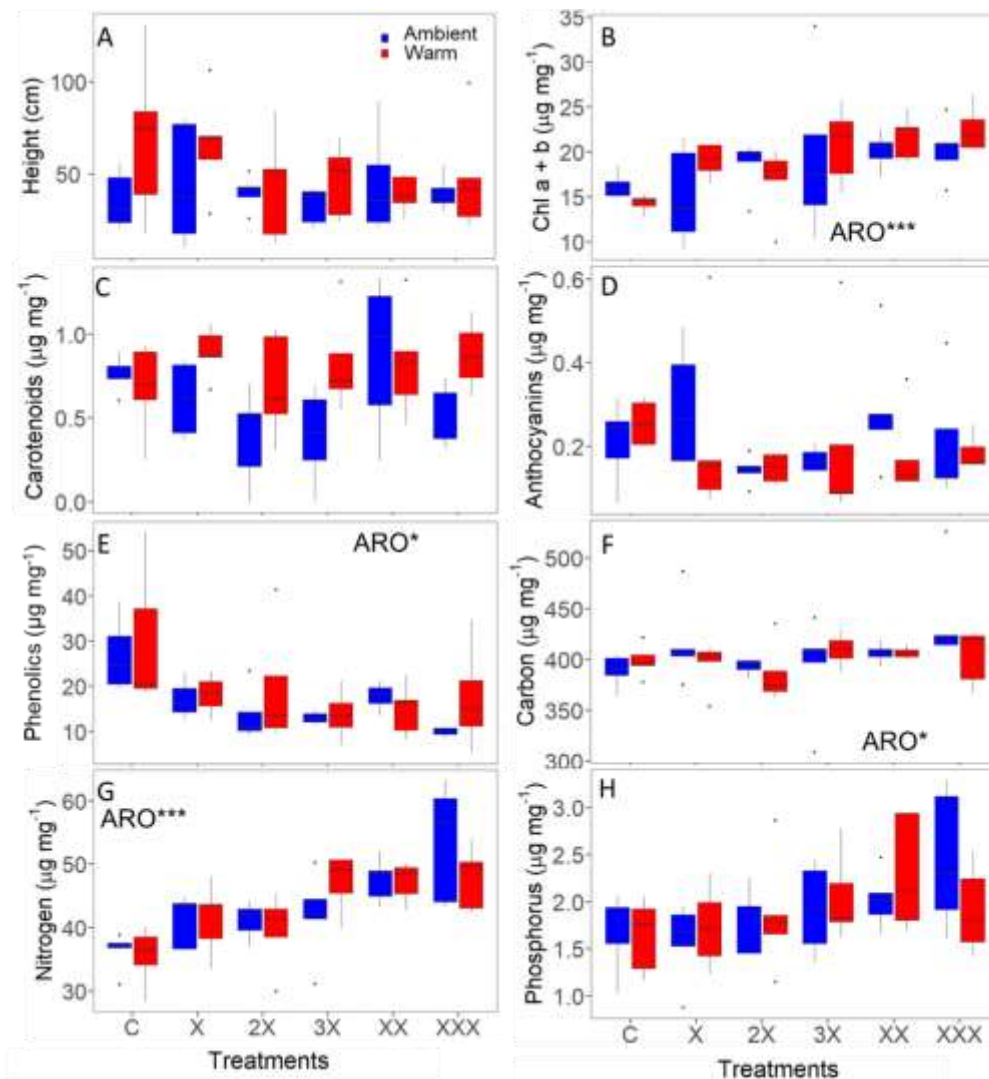 A
Ambient
Warm
Height (cm)
100
50
B
Chl a + b (µg mg⁻¹)
35
30
25
20
15
10
ARO***
C
Carotenoids (µg mg⁻¹)
1.0
0.5
0.0
D
Anthocyanins (µg mg⁻¹)
0.6
0.4
0.2
E
ARO*
Phenolics (µg mg⁻¹)
50
40
30
20
10
F
Carbon (µg mg⁻¹)
500
450
400
350
300
ARO*
G
ARO***
Nitrogen (µg mg⁻¹)
60
50
40
30
C X 2X 3X XX XXX
Treatments
H
Phosphorus (µg mg⁻¹)
3.0
2.5
2.0
1.5
1.0
C X 2X 3X XX XXX
Treatments